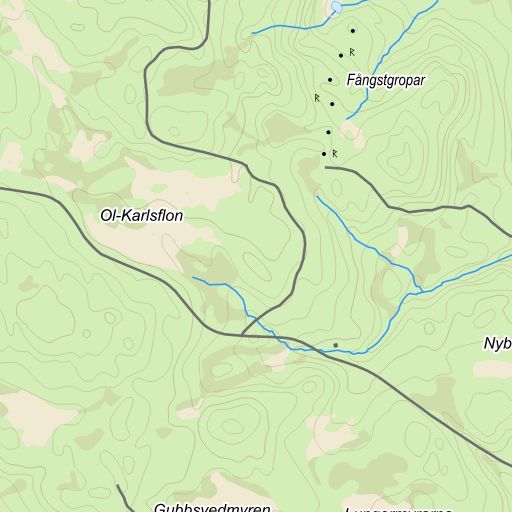 ᚱ
Fångstgropar
ᚱ
ᚱ
Ol-Karlsflon
Nyb
Gubbsvedmyren